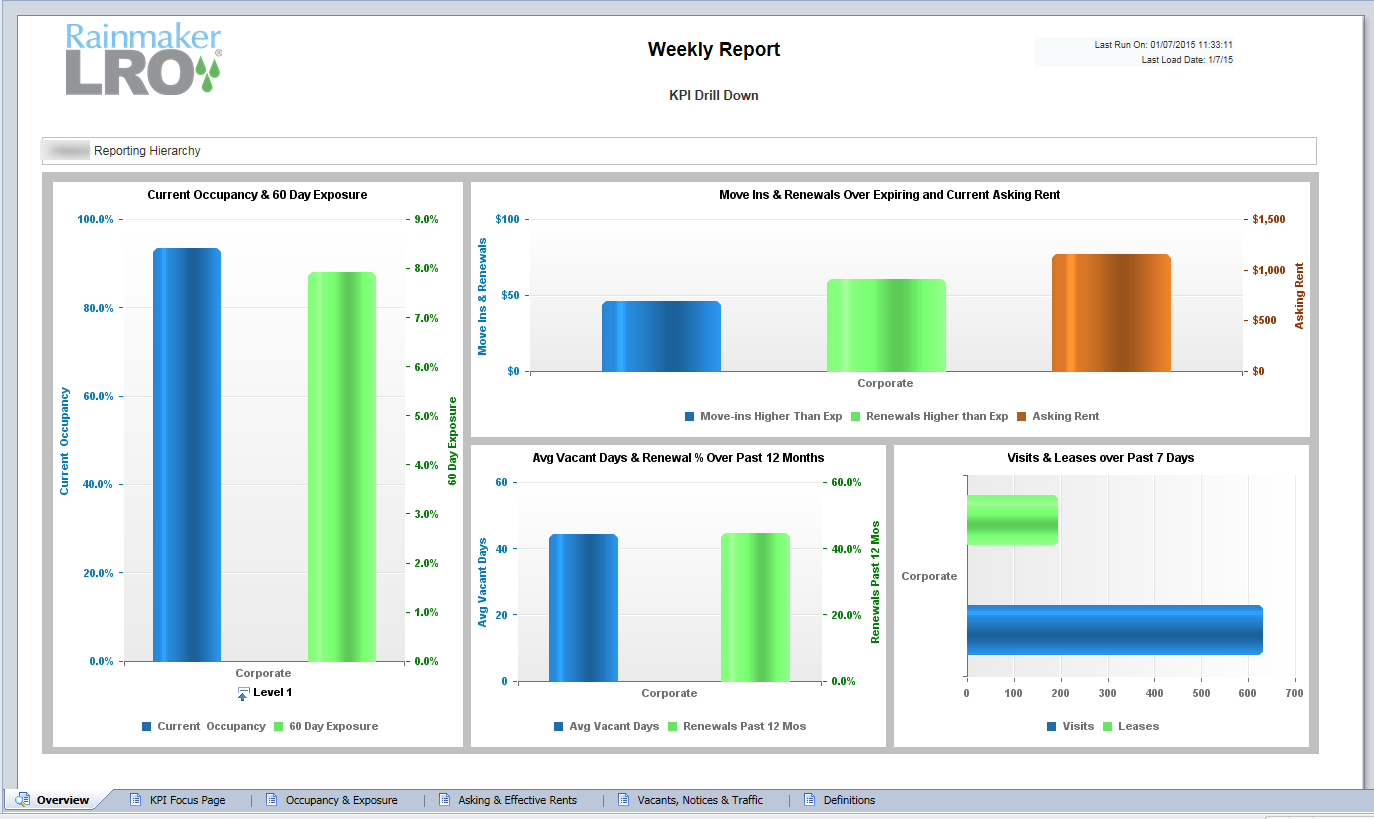 Rainmaker
LRO®
Weekly Report
KPI Drill Down
Last Run On: 01/07/2015 11:33:11
Last Load Date: 1/7/15
Reporting Hierarchy
Current Occupancy & 60 Day Exposure
100.0%
80.0%
60.0%
40.0%
20.0%
0.0%
Current Occupancy
9.0%
8.0%
7.0%
6.0%
5.0%
4.0%
3.0%
2.0%
1.0%
0.0%
60 Day Exposure
Corporate
Level 1
Current Occupancy
60 Day Exposure
Move Ins & Renewals Over Expiring and Current Asking Rent
$100
$50
$0
Move Ins & Renewals
$1,500
$1,000
$500
$0
Asking Rent
Corporate
Move-ins Higher Than Exp
Renewals Higher than Exp
Asking Rent
Avg Vacant Days & Renewal % Over Past 12 Months
60
40
20
0
Avg Vacant Days
60.0%
40.0%
20.0%
0.0%
Renewals Past 12 Mos
Corporate
Avg Vacant Days
Renewals Past 12 Mos
Visits & Leases over Past 7 Days
Corporate
0 100 200 300 400 500 600 700
Visits
Leases
Overview
KPI Focus Page
Occupancy & Exposure
Asking & Effective Rents
Vacants, Notices & Traffic
Definitions